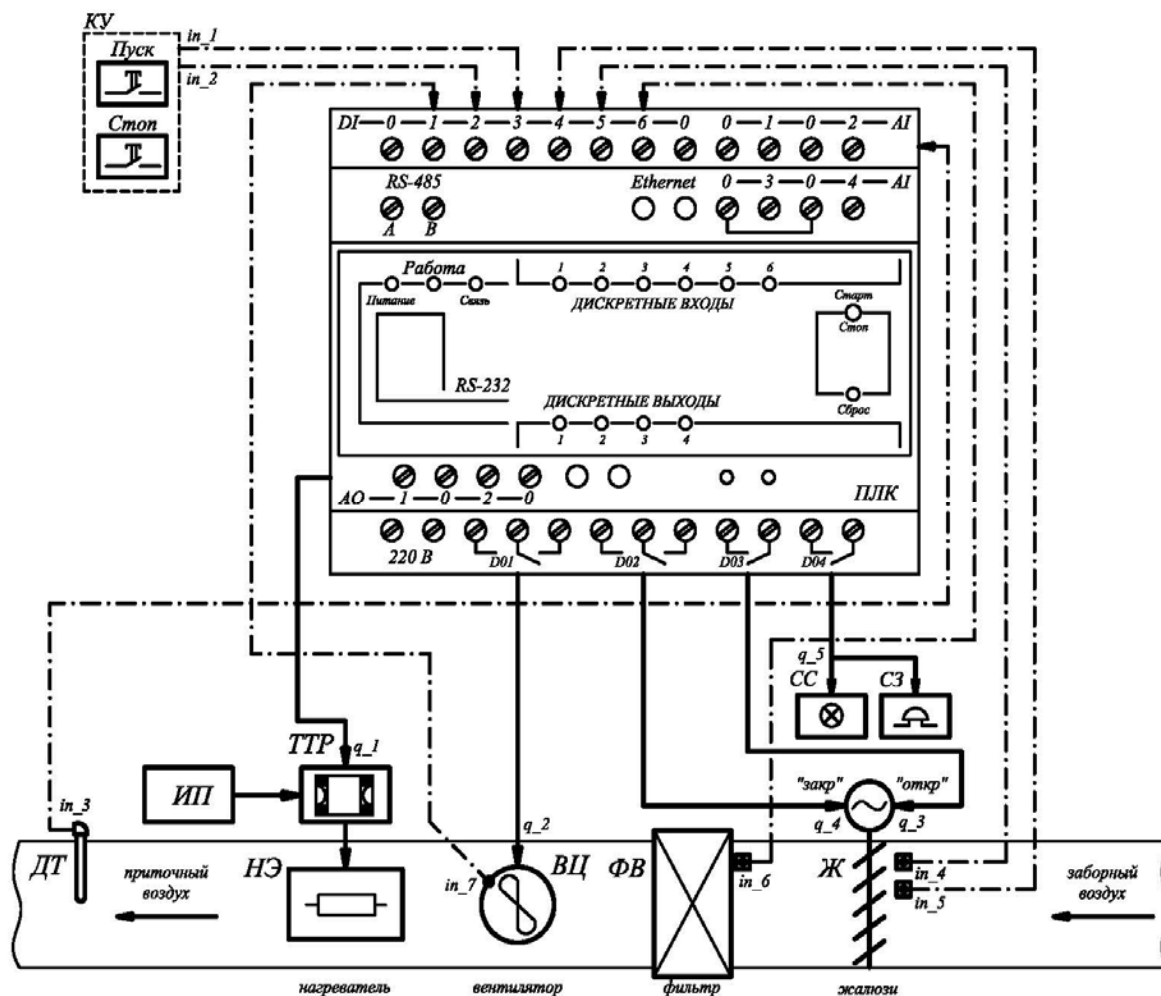 КУ
Пуск
Стоп
in_1
in_2
DI 0 1 2 3 4 5 6 0 0 1 0 2 AI
RS-485
Ethernet 0 3 0 4 AI
A B
Работа
Питание Связь
1 2 3 4 5 6
ДИСКРЕТНЫЕ ВХОДЫ
Старт
Стоп
RS-232
Сброс
ДИСКРЕТНЫЕ ВЫХОДЫ
1 2 3 4
AO 1 0 2 0
ПЛК
220 В
D01 D02 D03 D04
q_5
СС СЗ
ТТР q_1
ИП
"закр" "откр"
q_4 q_3
in_3
q_2
ДТ
приточный
воздух
НЭ
in_7
ВЦ
ФВ
in_6
Ж
in_4
in_5
заборный
воздух
нагреватель вентилятор фильтр жалюзи